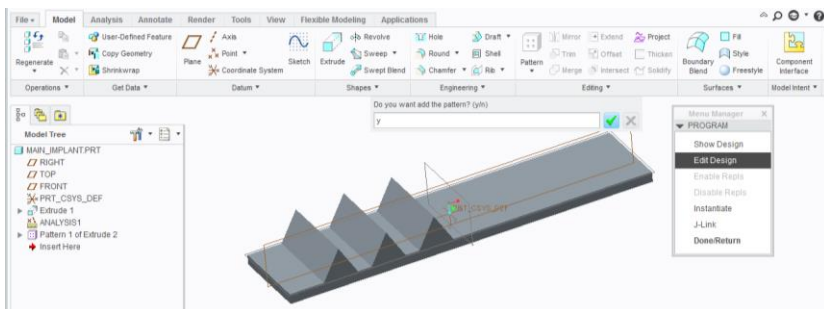 File Model Analysis Annotate Render Tools View Flexible Modeling Applications
Regenerate
User-Defined Feature
Copy Geometry
Shrinkwrap
Plane
Axis
Point
Coordinate System
Sketch
Extrude
Revolve
Sweep
Swept Blend
Hole
Round
Chamfer
Draft
Shell
Rib
Pattern
Mirror
Trim
Merge
Extend
Offset
Intersect
Project
Thicken
Solidify
Boundary Blend
Fill
Style
Freestyle
Component Interface
Operations Get Data Datum Shapes Engineering Editing Surfaces Model Intent
Do you want add the pattern? (y/n)
y
Model Tree
MAIN_IMPLANT.PRT
RIGHT
TOP
FRONT
PRT_CSYS_DEF
Extrude 1
ANALYSIS1
Pattern 1 of Extrude 2
Insert Here
PRT_CSYS_DEF
Menu Manager X
PROGRAM
Show Design
Edit Design
Enable Repls
Disable Repls
Instantiate
J-Link
Done/Return